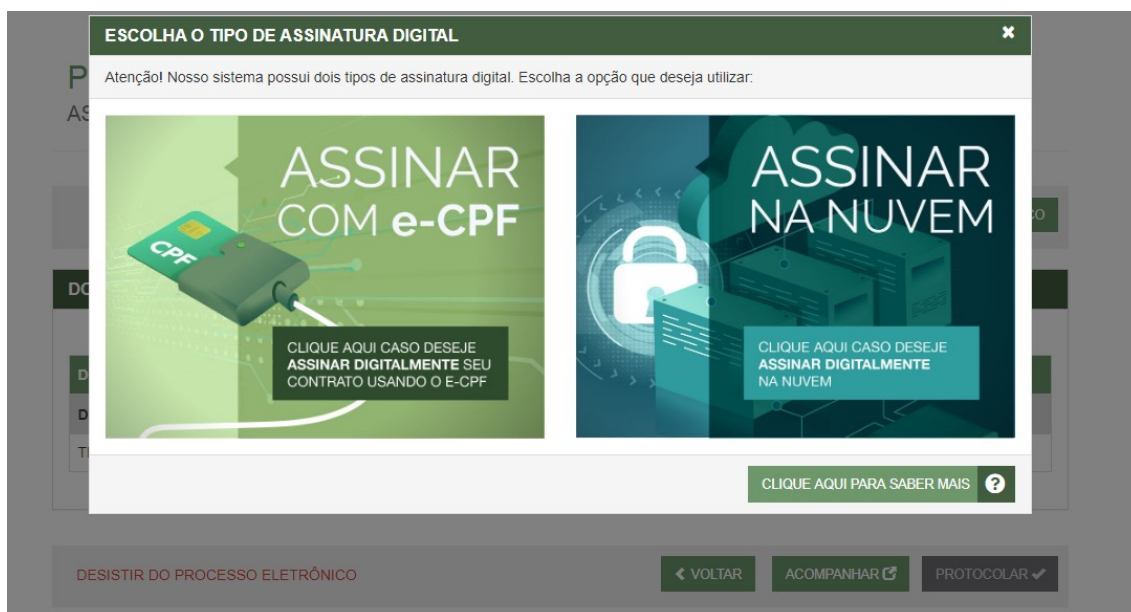 ESCOLHA O TIPO DE ASSINATURA DIGITAL
Atenção! Nosso sistema possui dois tipos de assinatura digital. Escolha a opção que deseja utilizar:
ASSINAR
COM e-CPF
CPF
CLIQUE AQUI CASO DESEJE
ASSINAR DIGITALMENTE SEU
CONTRATO USANDO O E-CPF
ASSINAR
NA NUVEM
CLIQUE AQUI CASO DESEJE
ASSINAR DIGITALMENTE
NA NUVEM
CLIQUE AQUI PARA SABER MAIS ?
DESISTIR DO PROCESSO ELETRÔNICO
VOLTAR
ACOMPANHAR
PROTOCOLAR